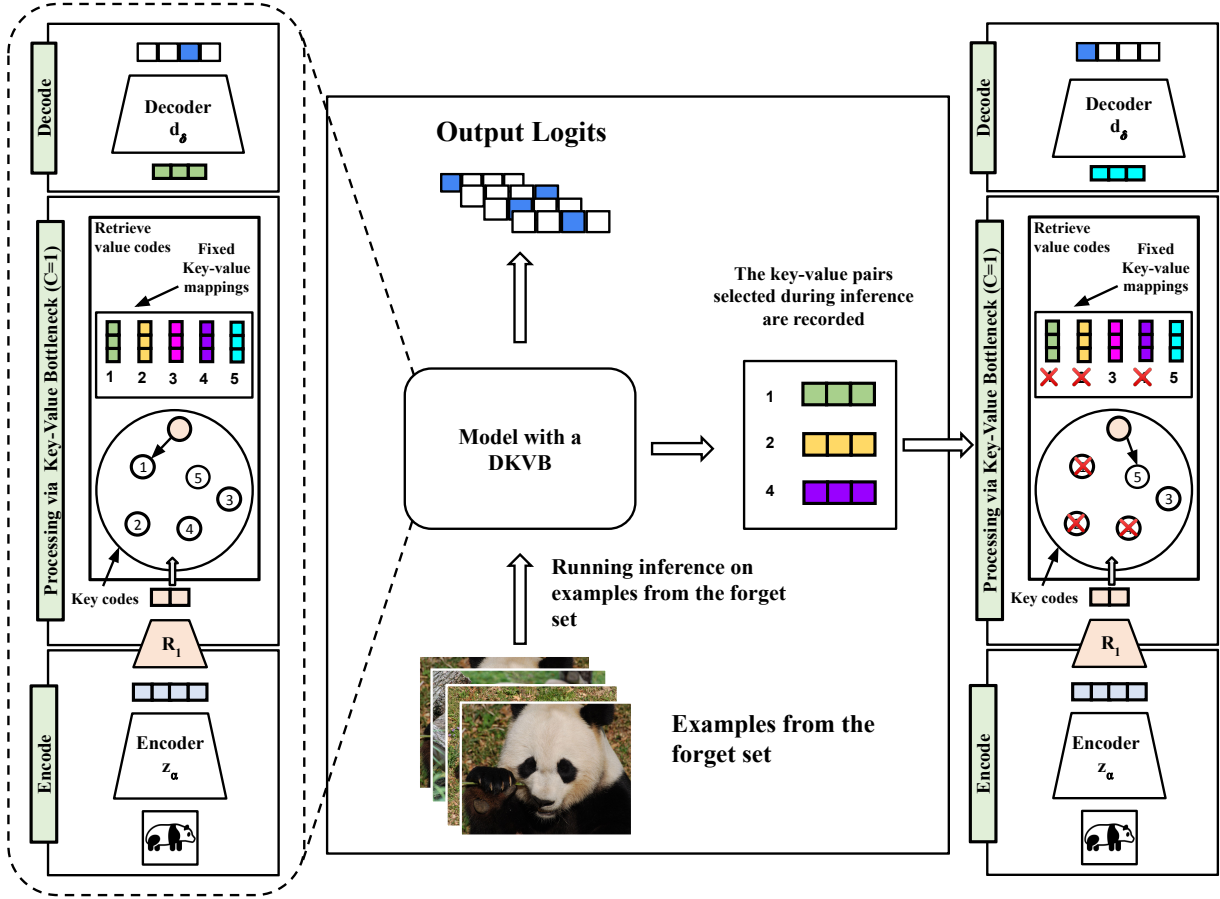 Decode
Decoder
d𝛿
Processing via Key-Value Bottleneck (C=1)
Retrieve
value codes
Fixed
Key-value
mappings
1 2 3 4 5
1
5
3
2
4
Key codes
R1
Encode
Encoder
zα
Output Logits
Model with a
DKVB
Running inference on
examples from the forget
set
Examples from the
forget set
The key-value pairs
selected during inference
are recorded
1
2
4
Decode
Decoder
d𝛿
Processing via Key-Value Bottleneck (C=1)
Retrieve
value codes
Fixed
Key-value
mappings
3 5
5
3
Key codes
R1
Encode
Encoder
zα